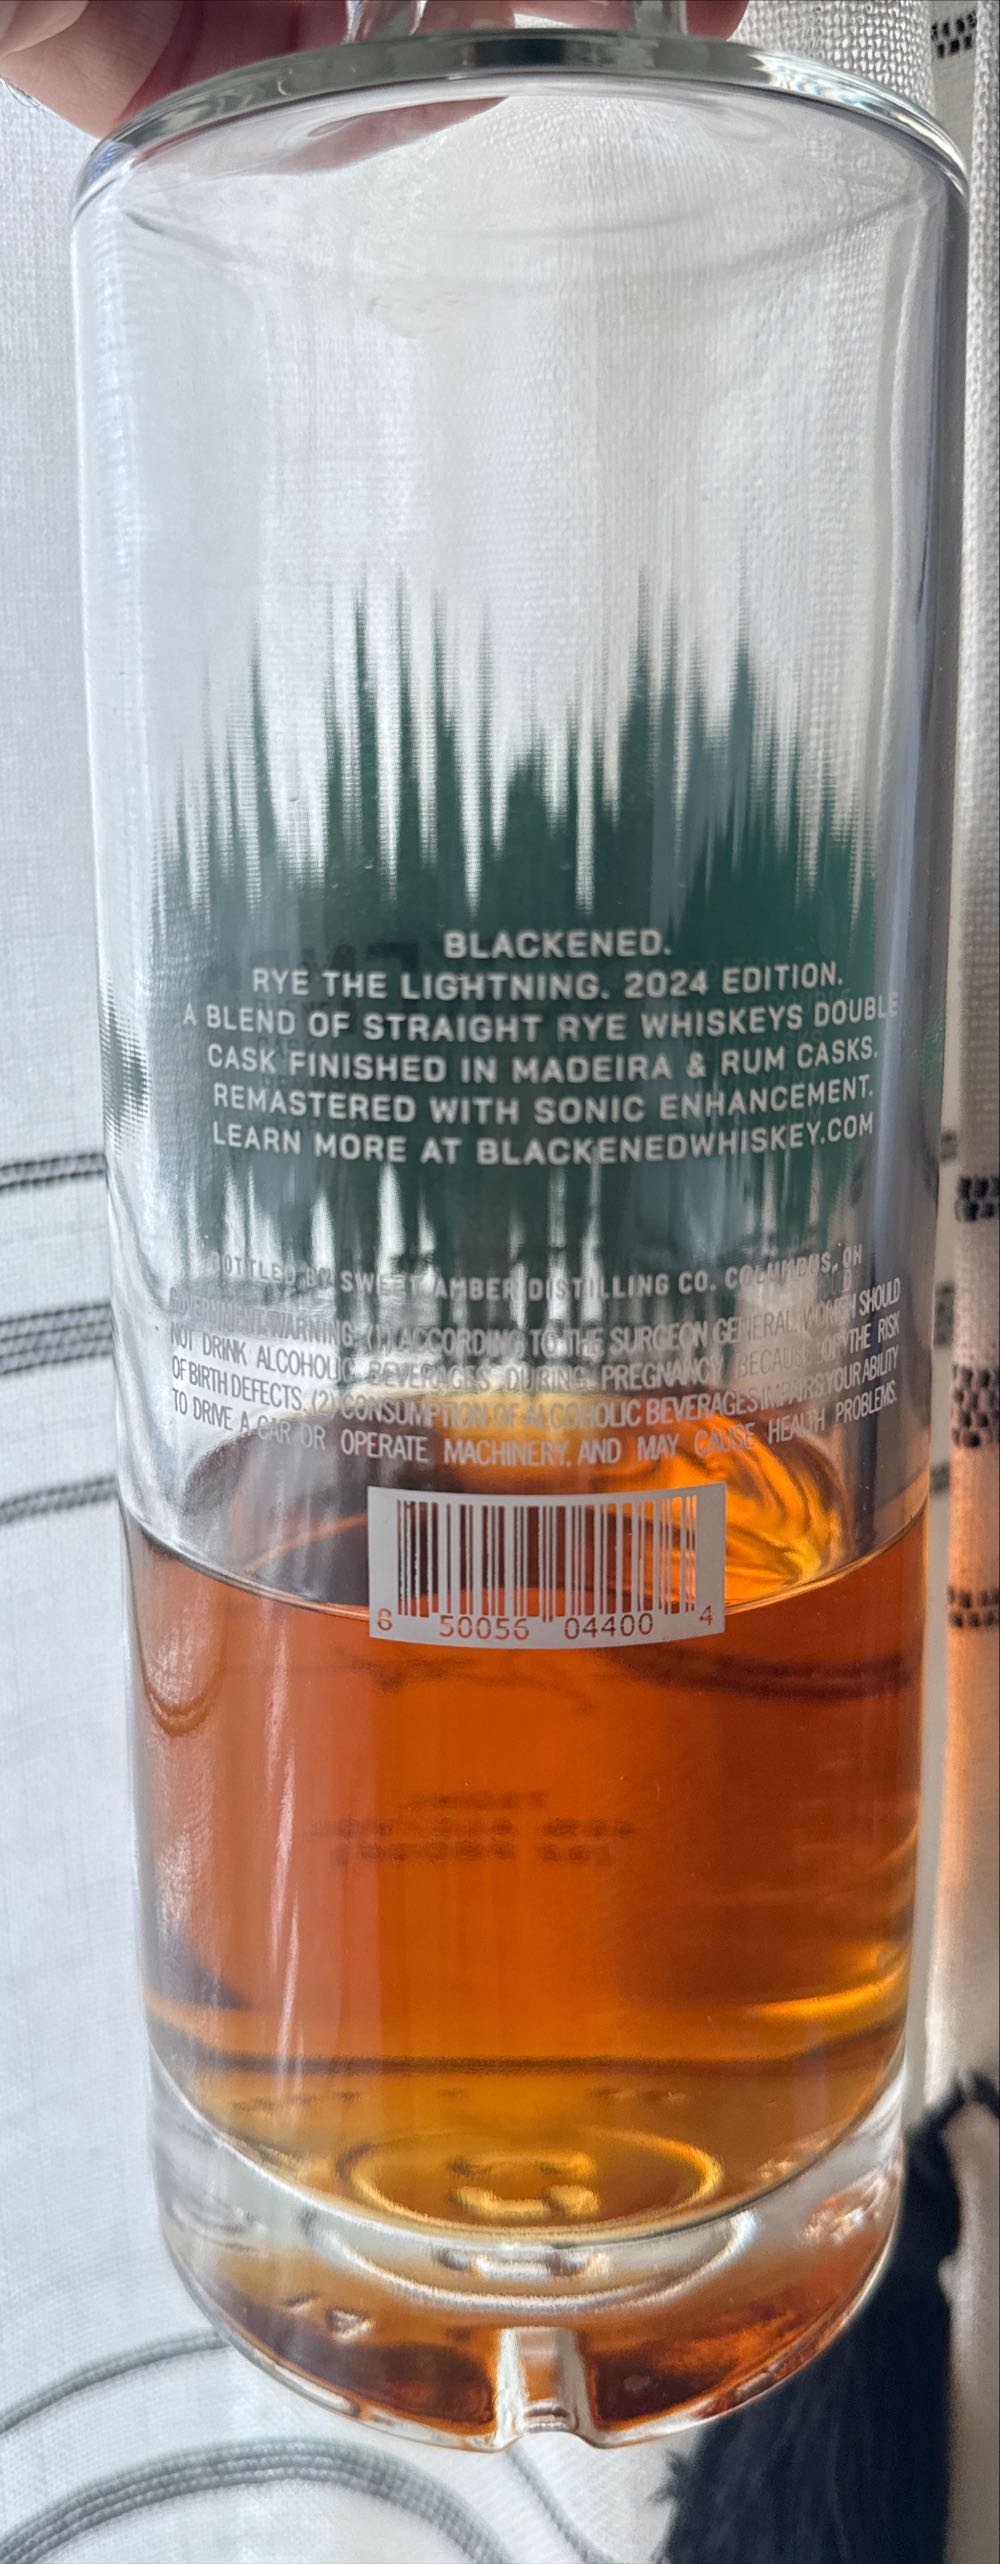 BLACKENED.
RYE THE LIGHTNING. 2024 EDITION.
A BLEND OF STRAIGHT RYE WHISKEYS DOUBLE
CASK FINISHED IN MADEIRA & RUM CASKS.
REMASTERED WITH SONIC ENHANCEMENT.
LEARN MORE AT BLACKENEDWHISKEY.COM
BOTTLED BY SWEET AMBER DISTILLING CO. COLUMBUS, OH
GOVERNMENT WARNING: (1) ACCORDING TO THE SURGEON GENERAL, WOMEN SHOULD
NOT DRINK ALCOHOLIC BEVERAGES DURING PREGNANCY BECAUSE OF THE RISK
OF BIRTH DEFECTS. (2) CONSUMPTION OF ALCOHOLIC BEVERAGES IMPAIRS YOUR ABILITY
TO DRIVE A CAR OR OPERATE MACHINERY, AND MAY CAUSE HEALTH PROBLEMS.
8 50056 04400 4